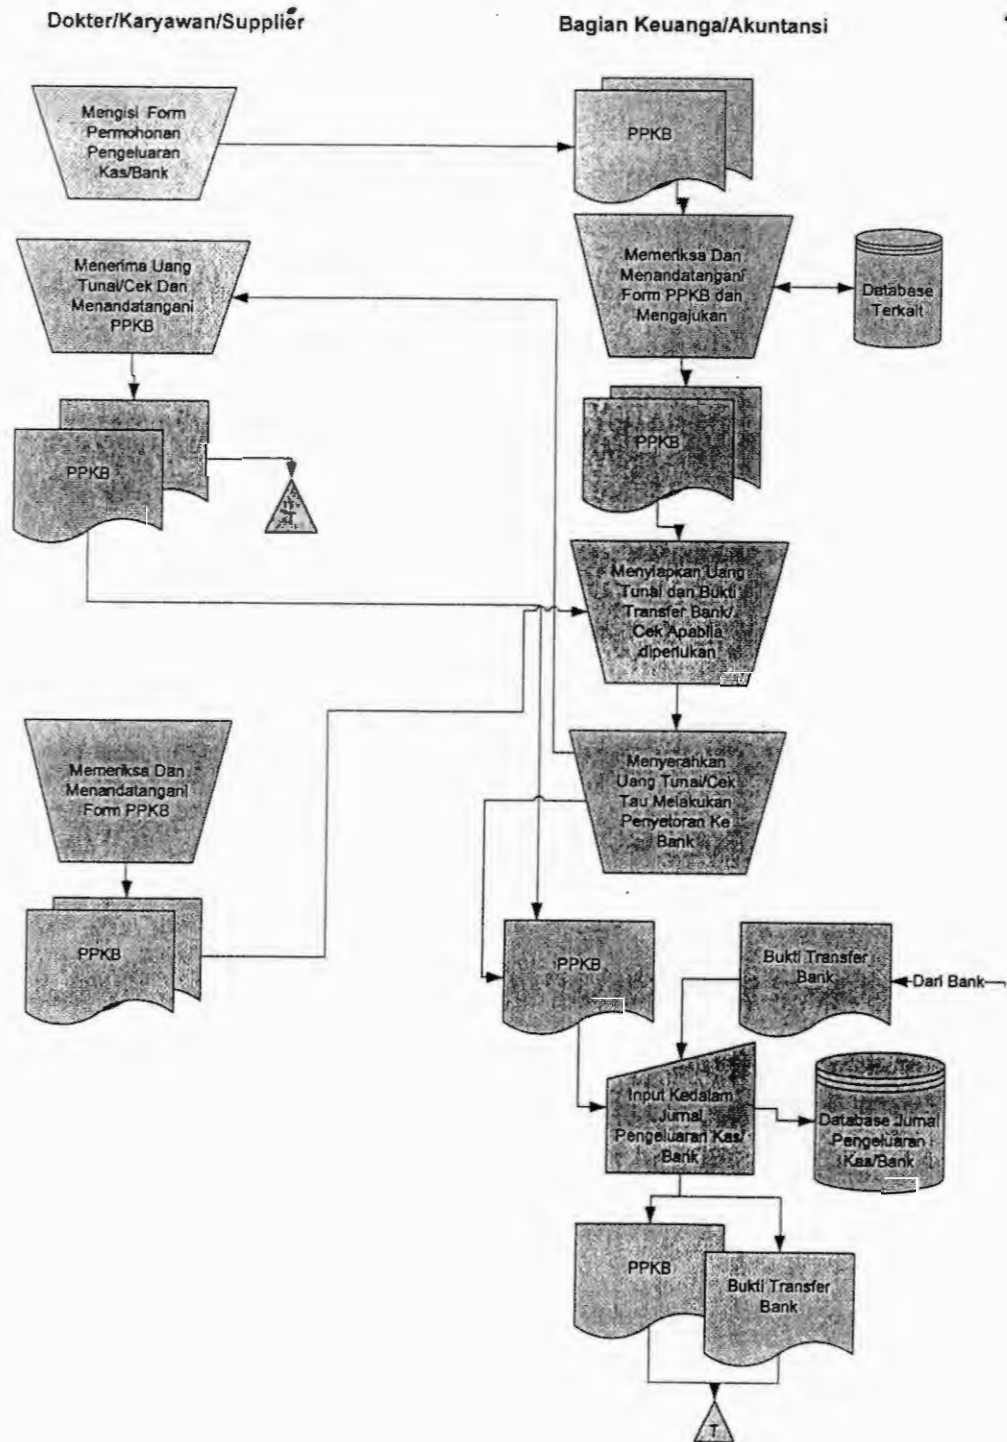 Dokter/Karyawan/Supplier
Bagian Keuanga/Akuntansi
Mengisi Form
Permohonan
Pengeluaran
Kas/Bank
PPKB
Menerima Uang
Tunai/Cek Dan
Menandatangani
PPKB
Memeriksa Dan
Menandatangani
Form PPKB dan
Mengajukan
Database
Terkait
PPKB
PPKB
Menyiapkan Uang
Tunai dan Bukti
Transfer Bank/
Cek Apabila
diperlukan
Memeriksa Dan
Menandatangani
Form PPKB
Menyerahkan
Uang Tunai/Cek
Tau Melakukan
Penyetoran Ke
Bank
PPKB
PPKB
Bukti Transfer
Bank
Dari Bank
Input Kedalam
Jurnal
Pengeluaran Kas/
Bank
Database Jurnal
Pengeluaran
Kas/Bank
PPKB
Bukti Transfer
Bank
T